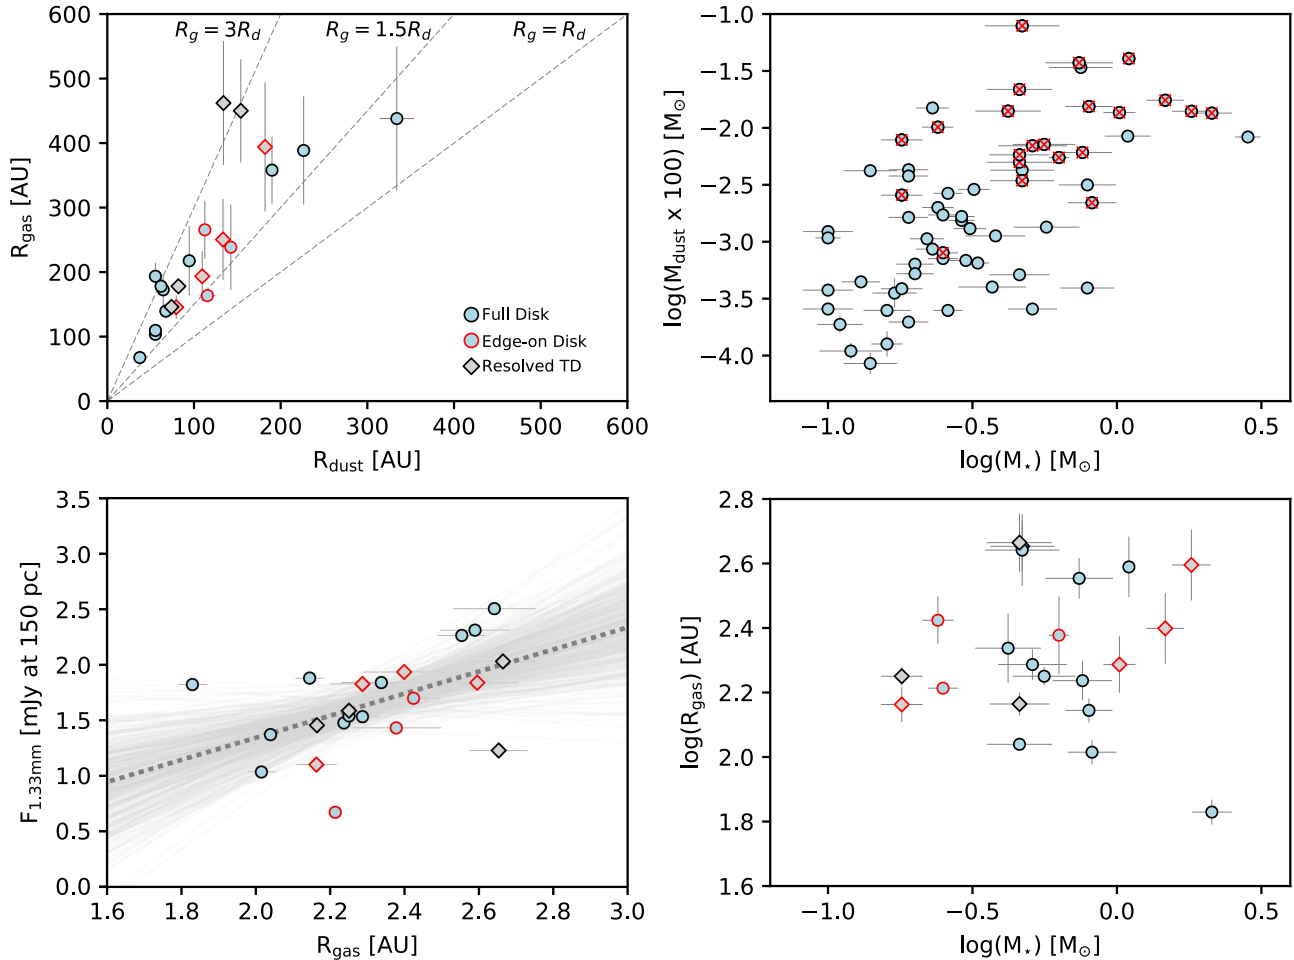 600
500
400
300
200
100
0
0 100 200 300 400 500 600
R_gas [AU]
R_dust [AU]
R_g = 3R_d
R_g = 1.5R_d
R_g = R_d
Full Disk
Edge-on Disk
Resolved TD
−1.0
−1.5
−2.0
−2.5
−3.0
−3.5
−4.0
−1.0 −0.5 0.0 0.5
log(M_dust x 100) [M_⊙]
log(M_⋆) [M_⊙]
3.5
3.0
2.5
2.0
1.5
1.0
0.5
0.0
1.6 1.8 2.0 2.2 2.4 2.6 2.8 3.0
F_1.33mm [mJy at 150 pc]
R_gas [AU]
2.8
2.6
2.4
2.2
2.0
1.8
1.6
−1.0 −0.5 0.0 0.5
log(R_gas) [AU]
log(M_⋆) [M_⊙]